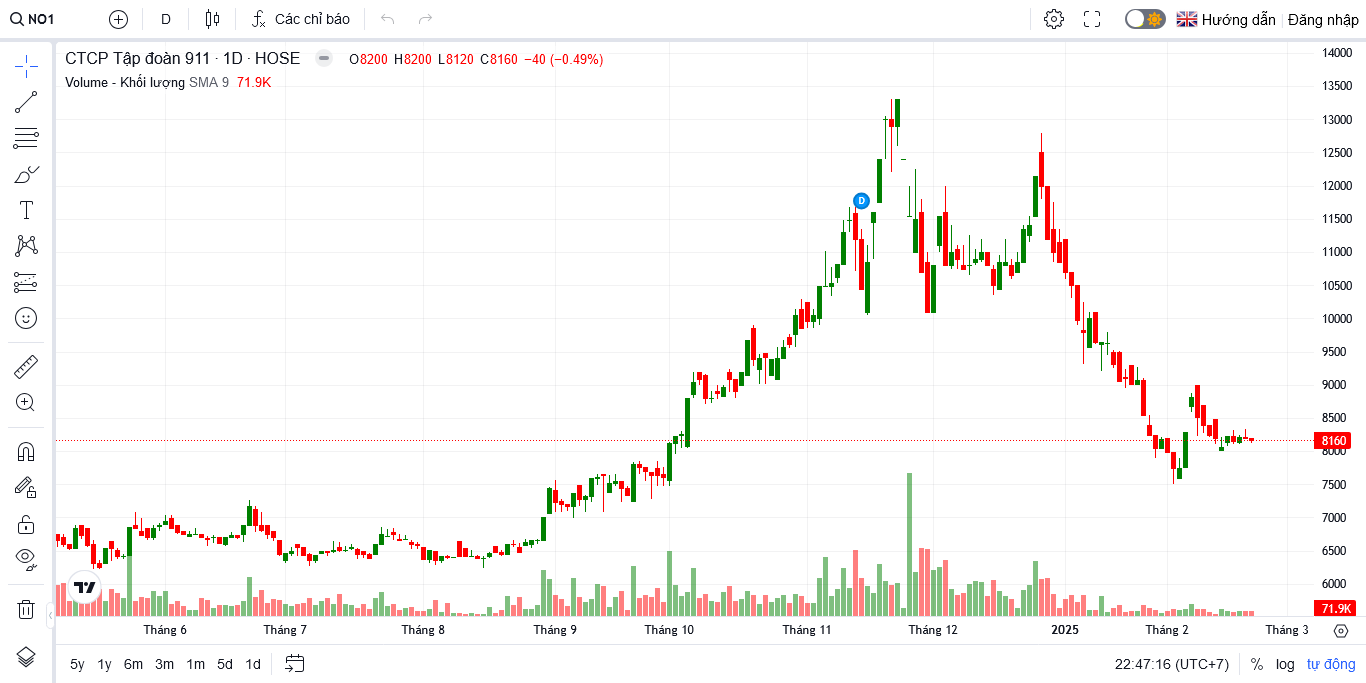 NO1 D Các chỉ báo Hướng dẫn Đăng nhập
CTCP Tập đoàn 911 · 1D · HOSE O8200 H8200 L8120 C8160 −40 (−0.49%)
Volume - Khối lượng SMA 9 71.9K
14000
13500
13000
12500
12000
D
11500
11000
10500
10000
9500
9000
8500
8160
8000
7500
7000
6500
6000
71.9K
Tháng 6 Tháng 7 Tháng 8 Tháng 9 Tháng 10 Tháng 11 Tháng 12 2025 Tháng 2 Tháng 3
5y 1y 6m 3m 1m 5d 1d 22:47:16 (UTC+7) % log tự động